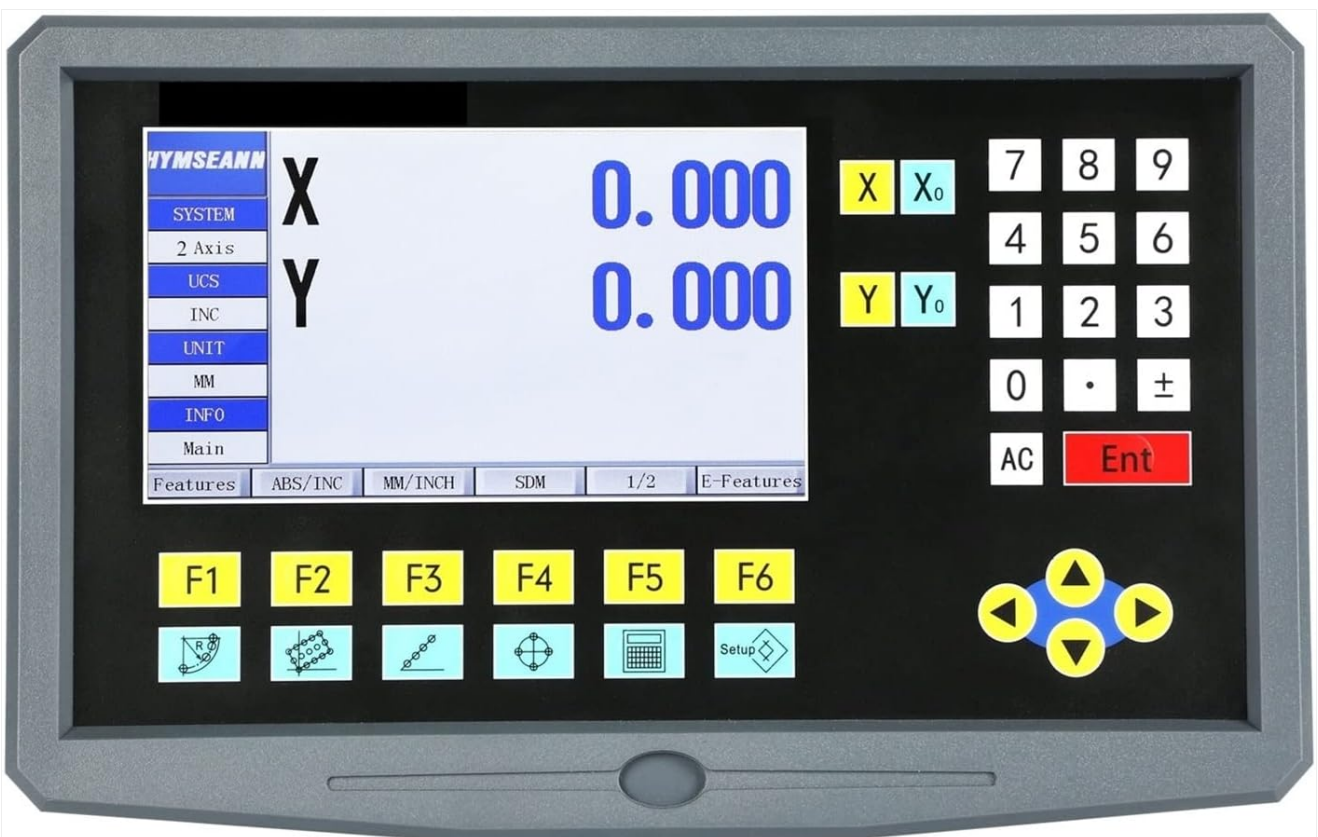 HYMSEANN
SYSTEM
2 Axis
UCS
INC
UNIT
MM
INFO
Main
X 0.000
Y 0.000
Features ABS/INC MM/INCH SDM 1/2 E-Features
X X0
Y Y0
7 8 9
4 5 6
1 2 3
0 . ±
AC Ent
F1 F2 F3 F4 F5 F6
R
Setup